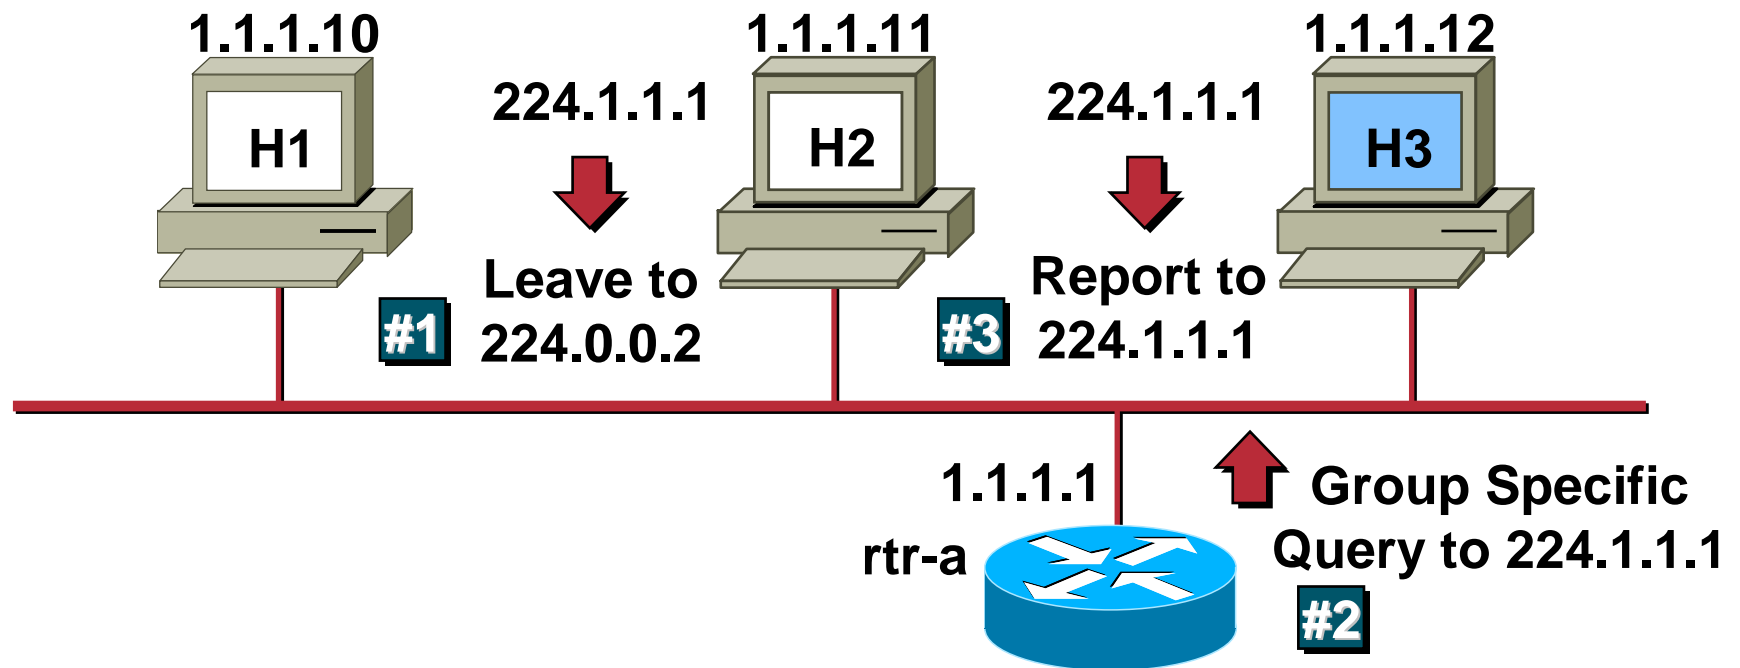 1.1.1.10
1.1.1.11
1.1.1.12
224.1.1.1
224.1.1.1
H1
H2
H3
#1
Leave to
224.0.0.2
#3
Report to
224.1.1.1
1.1.1.1
rtr-a
Group Specific
Query to 224.1.1.1
#2